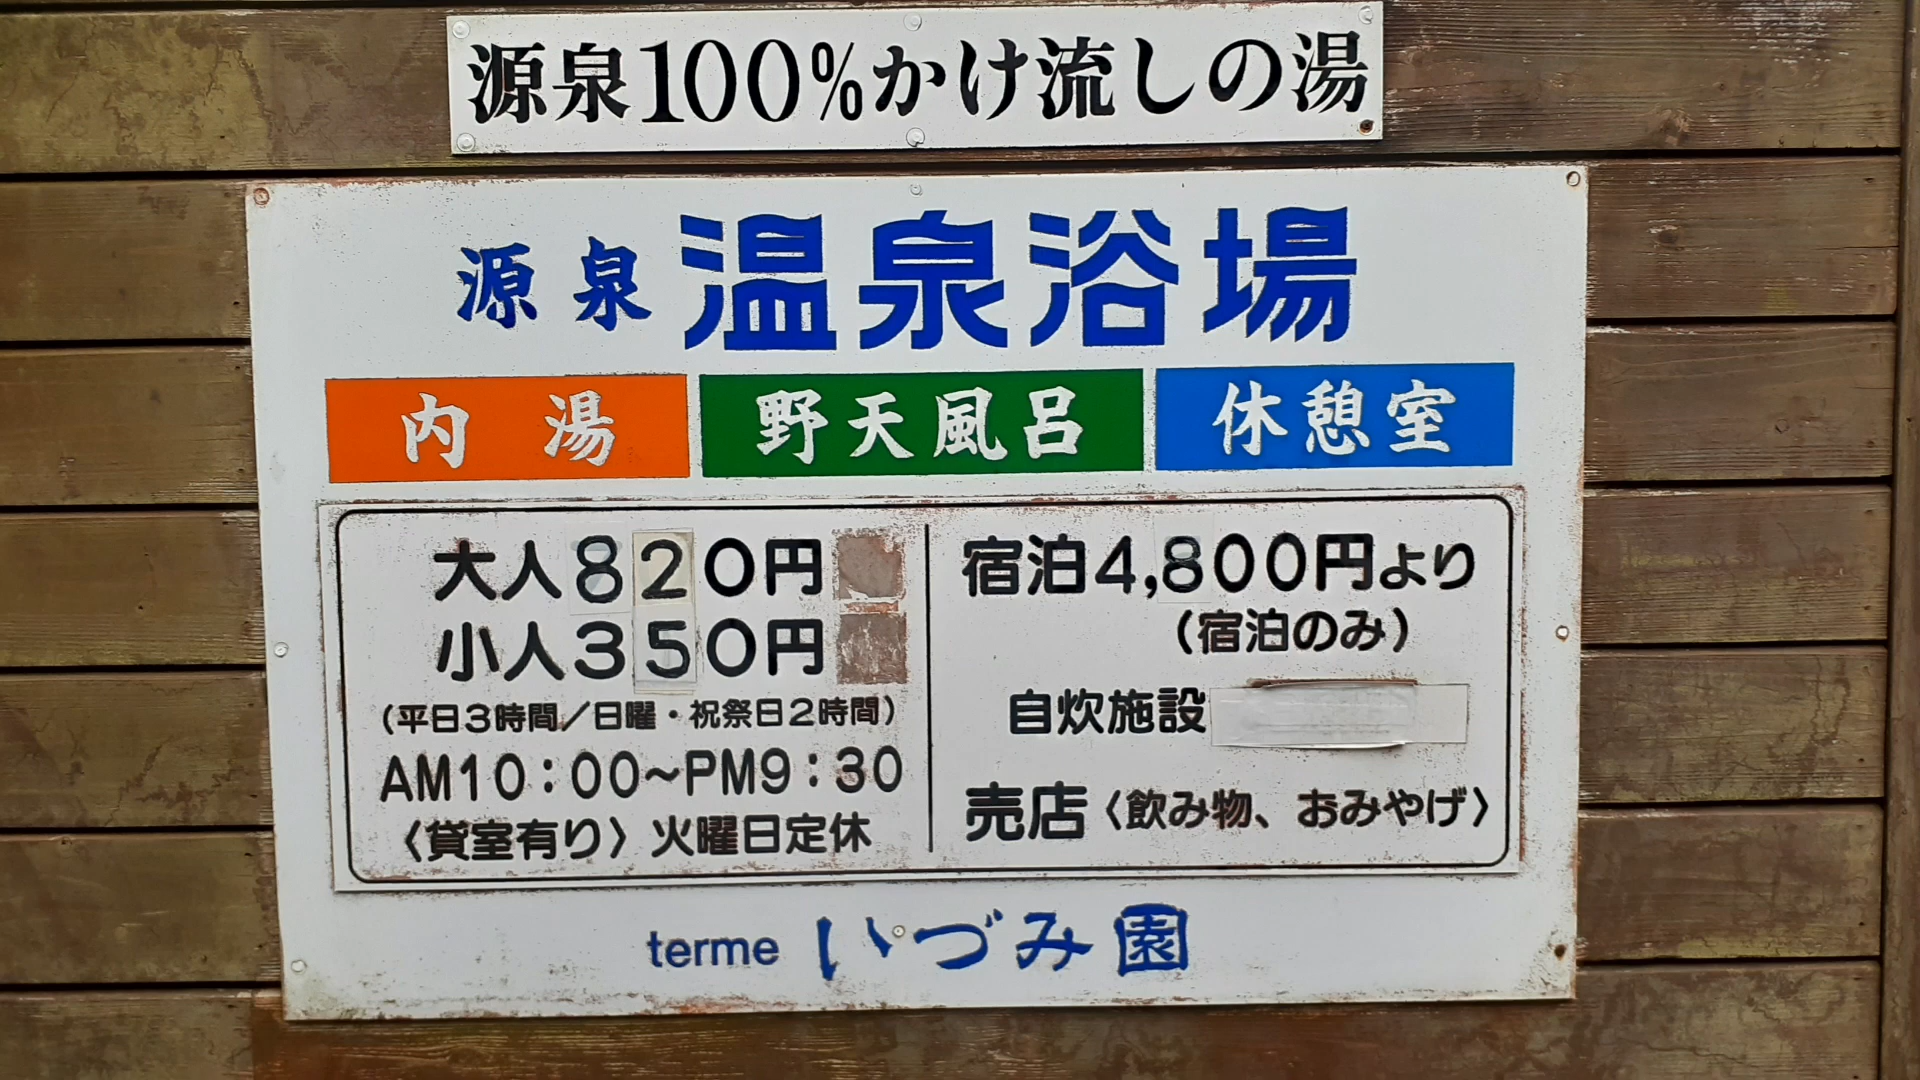 源泉100%かけ流しの湯
源泉 温泉浴場
内湯 野天風呂 休憩室
大人820円
小人350円
(平日3時間/日曜・祝祭日2時間)
AM10:00~PM9:30
〈貸室有り〉火曜日定休
宿泊4,800円より
(宿泊のみ)
自炊施設
売店〈飲み物、おみやげ〉
terme いづみ園